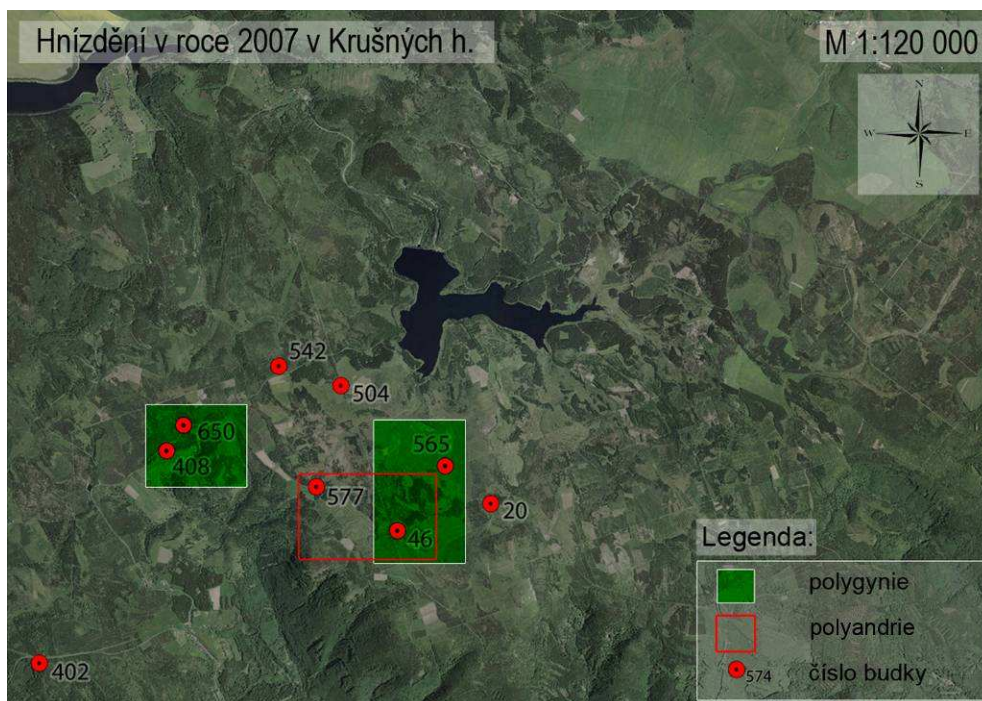 Hnízdění v roce 2007 v Krušných h.
M 1:120 000
N
W E
S
542
504
650
408
565
577
20
46
402
Legenda:
polygynie
polyandrie
574 číslo budky